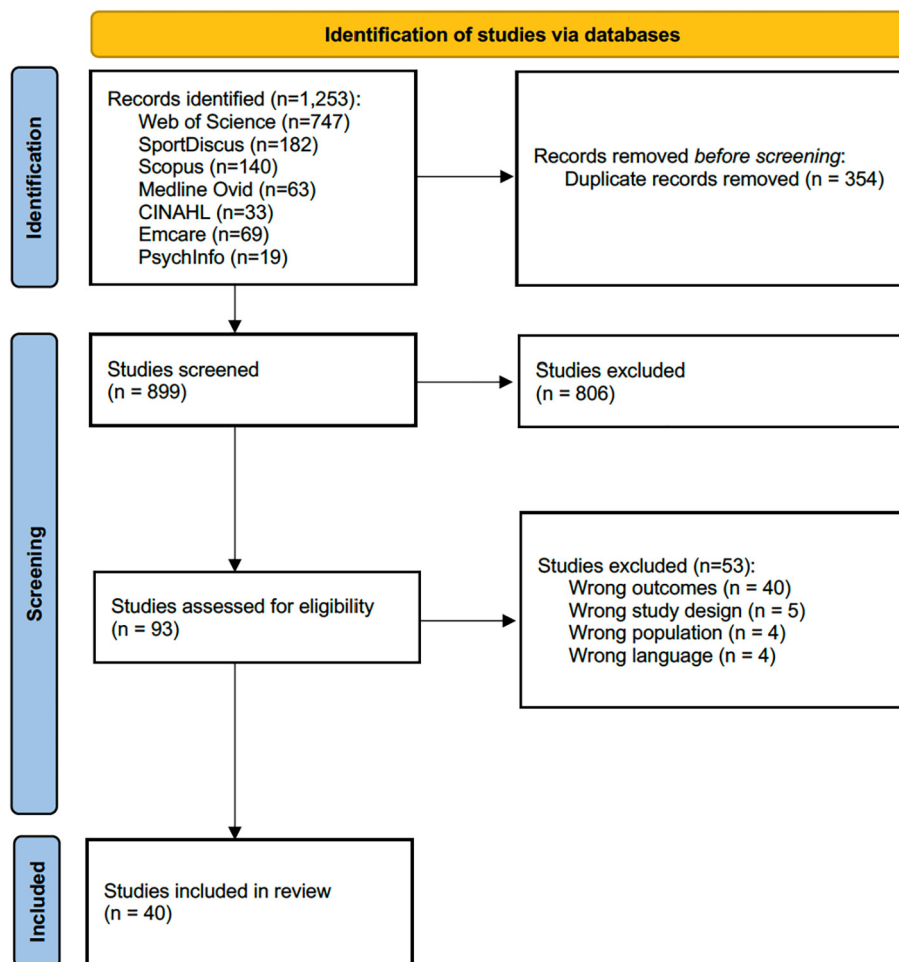 Identification of studies via databases
Identification
Records identified (n=1,253):
Web of Science (n=747)
SportDiscus (n=182)
Scopus (n=140)
Medline Ovid (n=63)
CINAHL (n=33)
Emcare (n=69)
PsychInfo (n=19)
Records removed before screening:
Duplicate records removed (n = 354)
Screening
Studies screened
(n = 899)
Studies excluded
(n = 806)
Studies assessed for eligibility
(n = 93)
Studies excluded (n=53):
Wrong outcomes (n = 40)
Wrong study design (n = 5)
Wrong population (n = 4)
Wrong language (n = 4)
Included
Studies included in review
(n = 40)